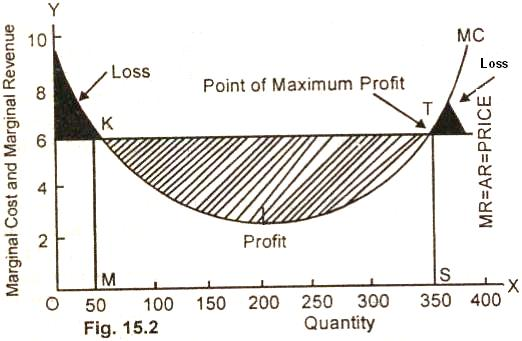 Y
10
8
6
4
2
Marginal Cost and Marginal Revenue
Loss
Point of Maximum Profit
MC
Loss
K
T
MR=AR=PRICE
Profit
M
S
X
O 50 100 150 200 250 300 350 400
Fig. 15.2
Quantity